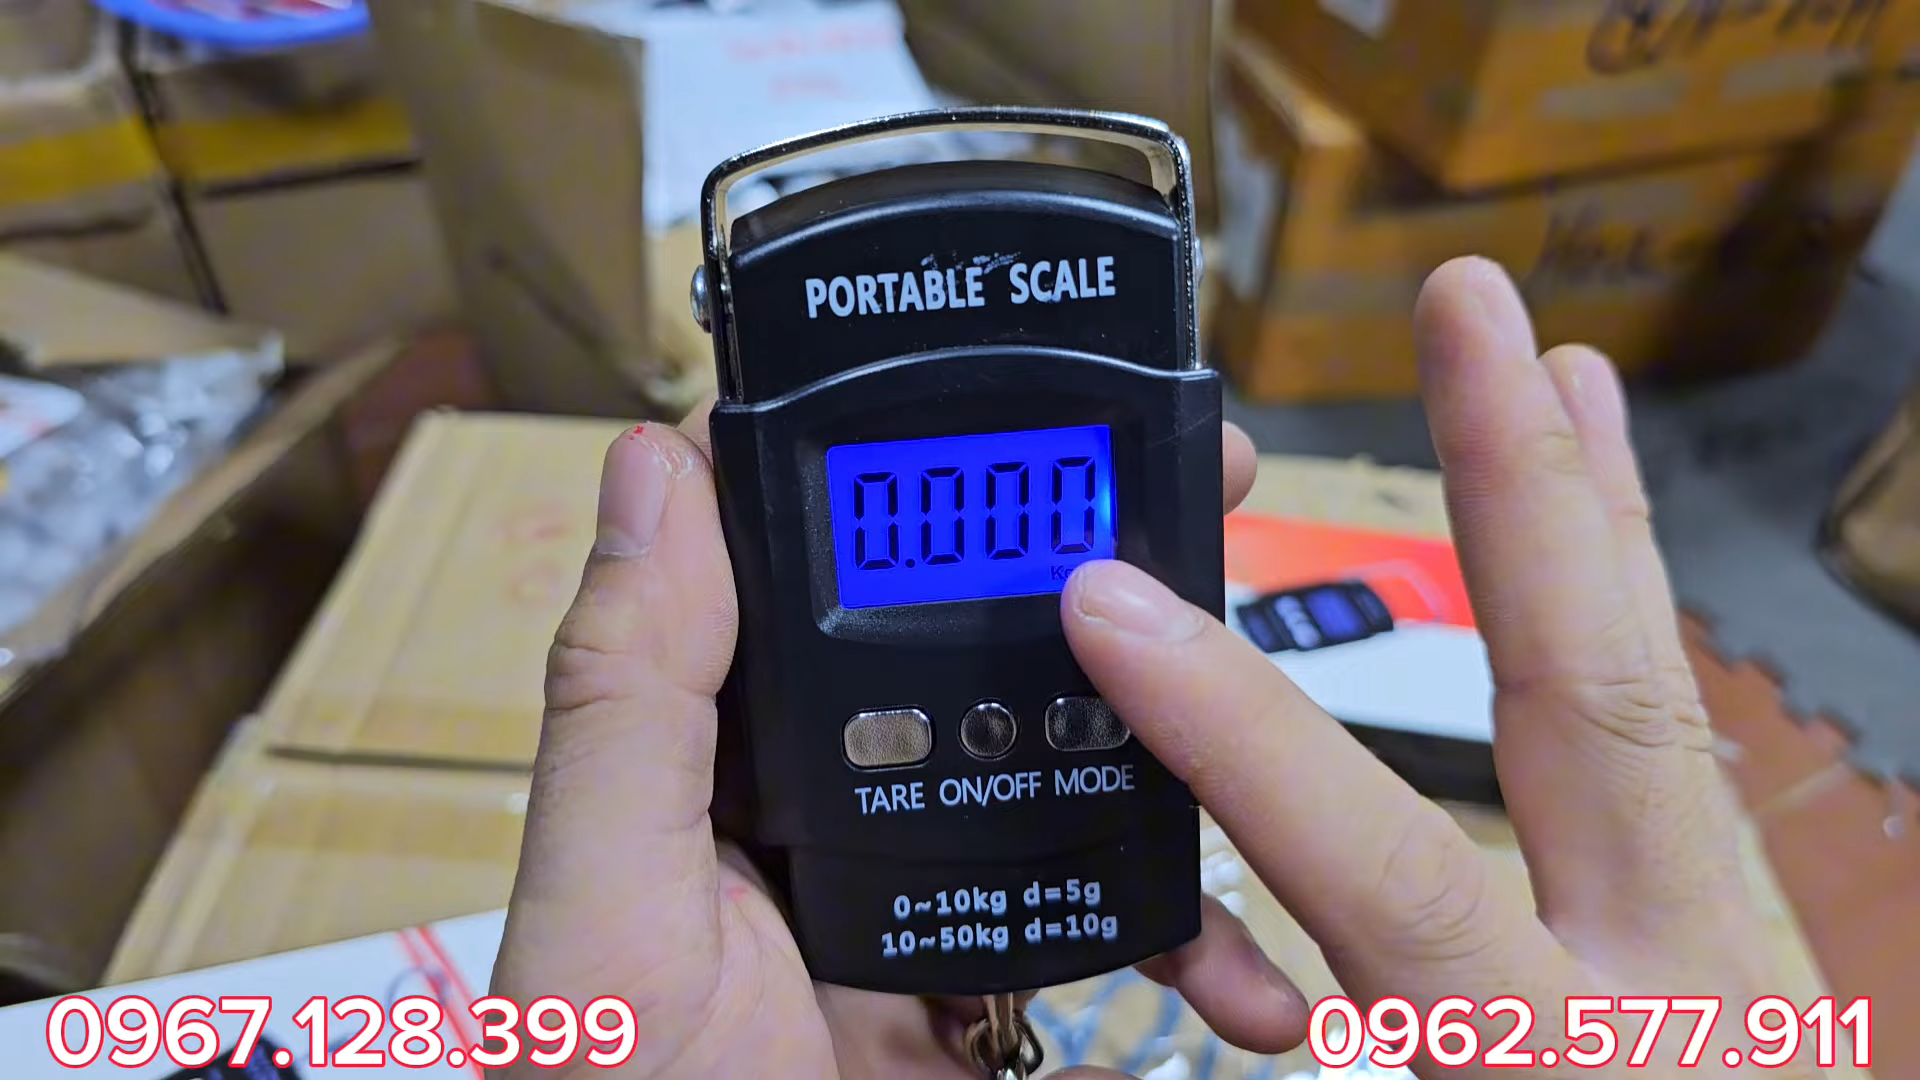 PORTABLE SCALE
0.000
Kg
TARE ON/OFF MODE
0~10kg d=5g
10~50kg d=10g
0967.128.399
0962.577.911